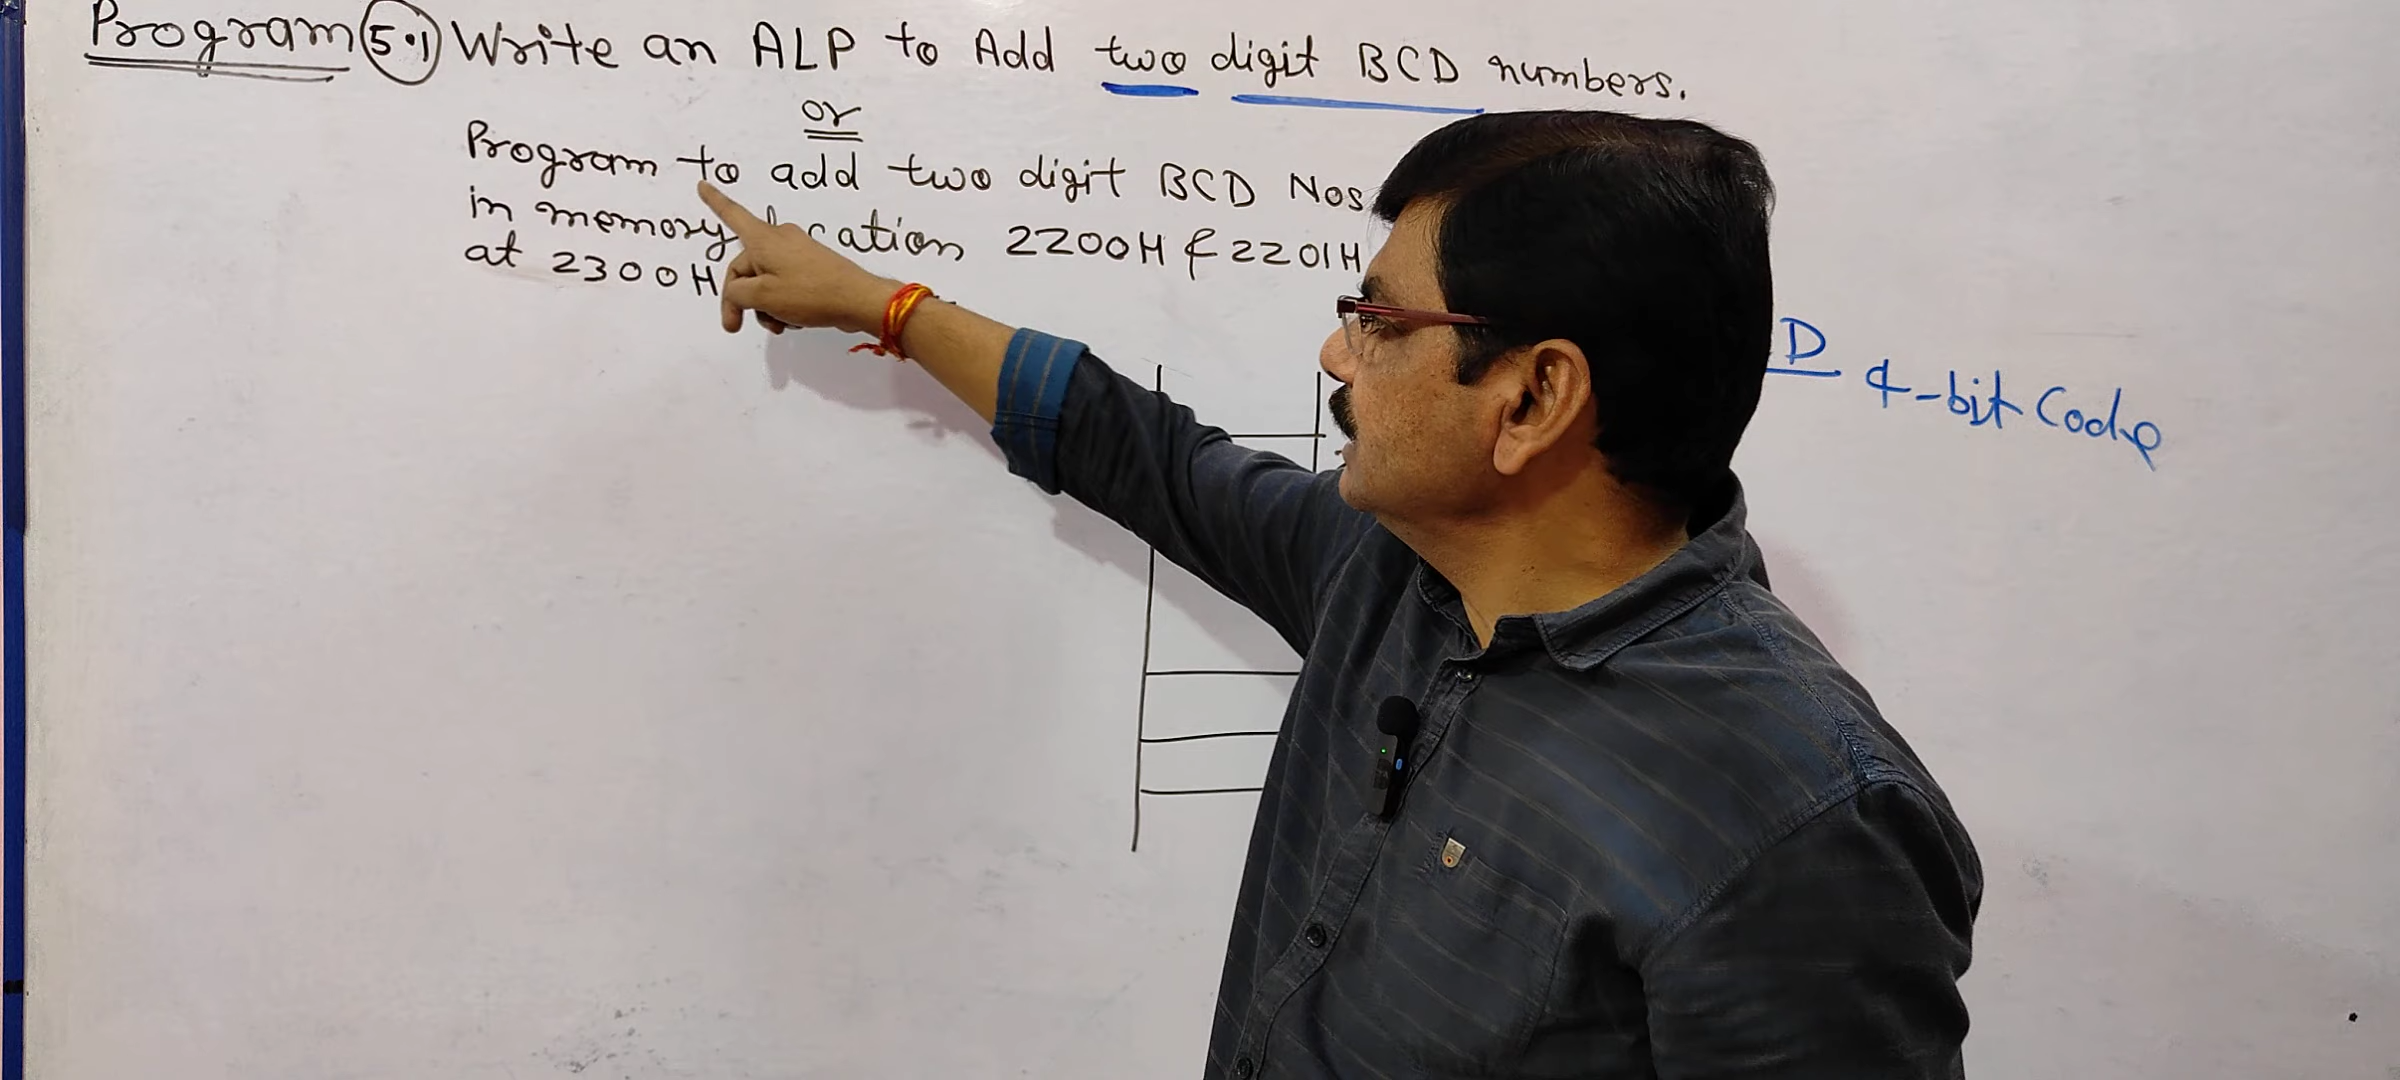 Program 5.1 Write an ALP to Add two digit BCD numbers.
or
Program to add two digit BCD Nos
in memory cation 2200H & 2201H
at 2300H
D
4-bit Code